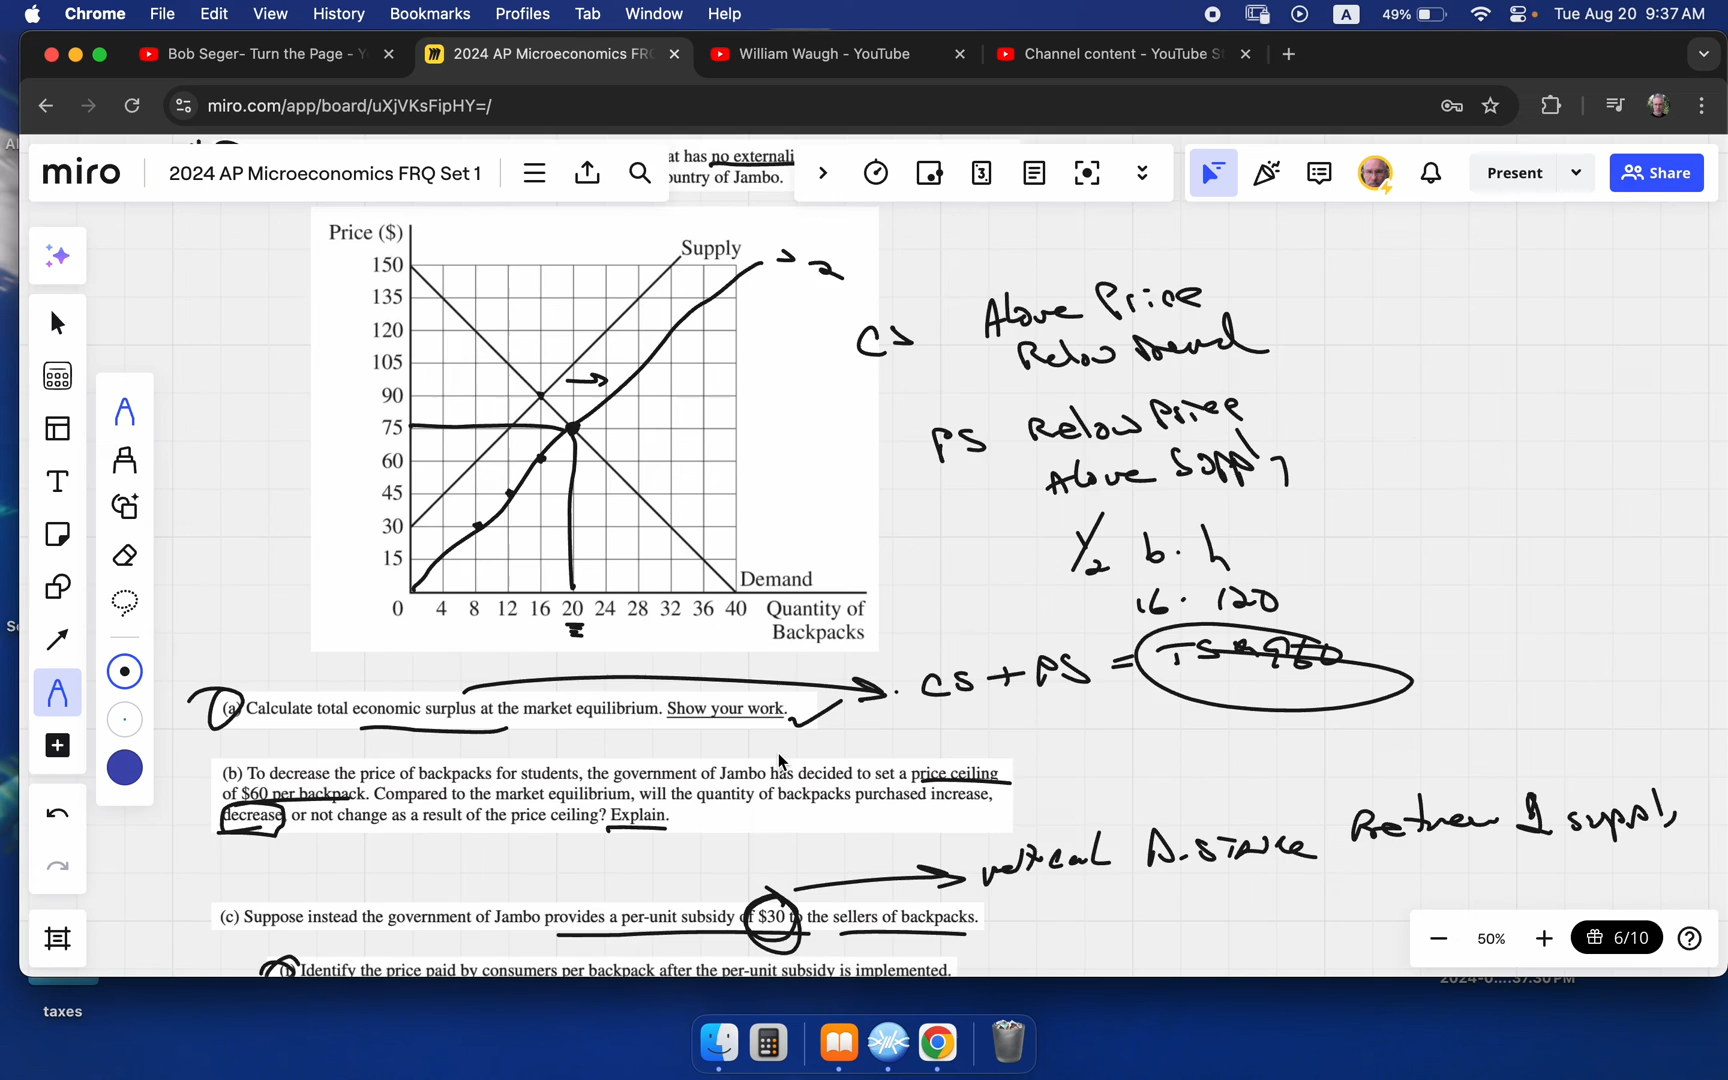 Chrome File Edit View History Bookmarks Profiles Tab Window Help
A 49% Tue Aug 20 9:37 AM
Bob Seger- Turn the Page - Y
2024 AP Microeconomics FR
William Waugh - YouTube
Channel content - YouTube St
miro.com/app/board/uXjVKsFipHY=/
miro 2024 AP Microeconomics FRQ Set 1
at has no externali
ountry of Jambo.
Present
Share
Price ($)
150
135
120
105
90
75
60
45
30
15
0 4 8 12 16 20 24 28 32 36 40
Supply
Demand
Quantity of
Backpacks
CS Above Price
Below Demand
PS Below Price
Above Supply
1/2 b. h
16. 120
CS + PS = TS = 960
(a) Calculate total economic surplus at the market equilibrium. Show your work.
(b) To decrease the price of backpacks for students, the government of Jambo has decided to set a price ceiling
of $60 per backpack. Compared to the market equilibrium, will the quantity of backpacks purchased increase,
decrease, or not change as a result of the price ceiling? Explain.
vertical Distance Between 2 supply
(c) Suppose instead the government of Jambo provides a per-unit subsidy of $30 to the sellers of backpacks.
Identify the price paid by consumers per backpack after the per-unit subsidy is implemented.
50%
6/10
taxes